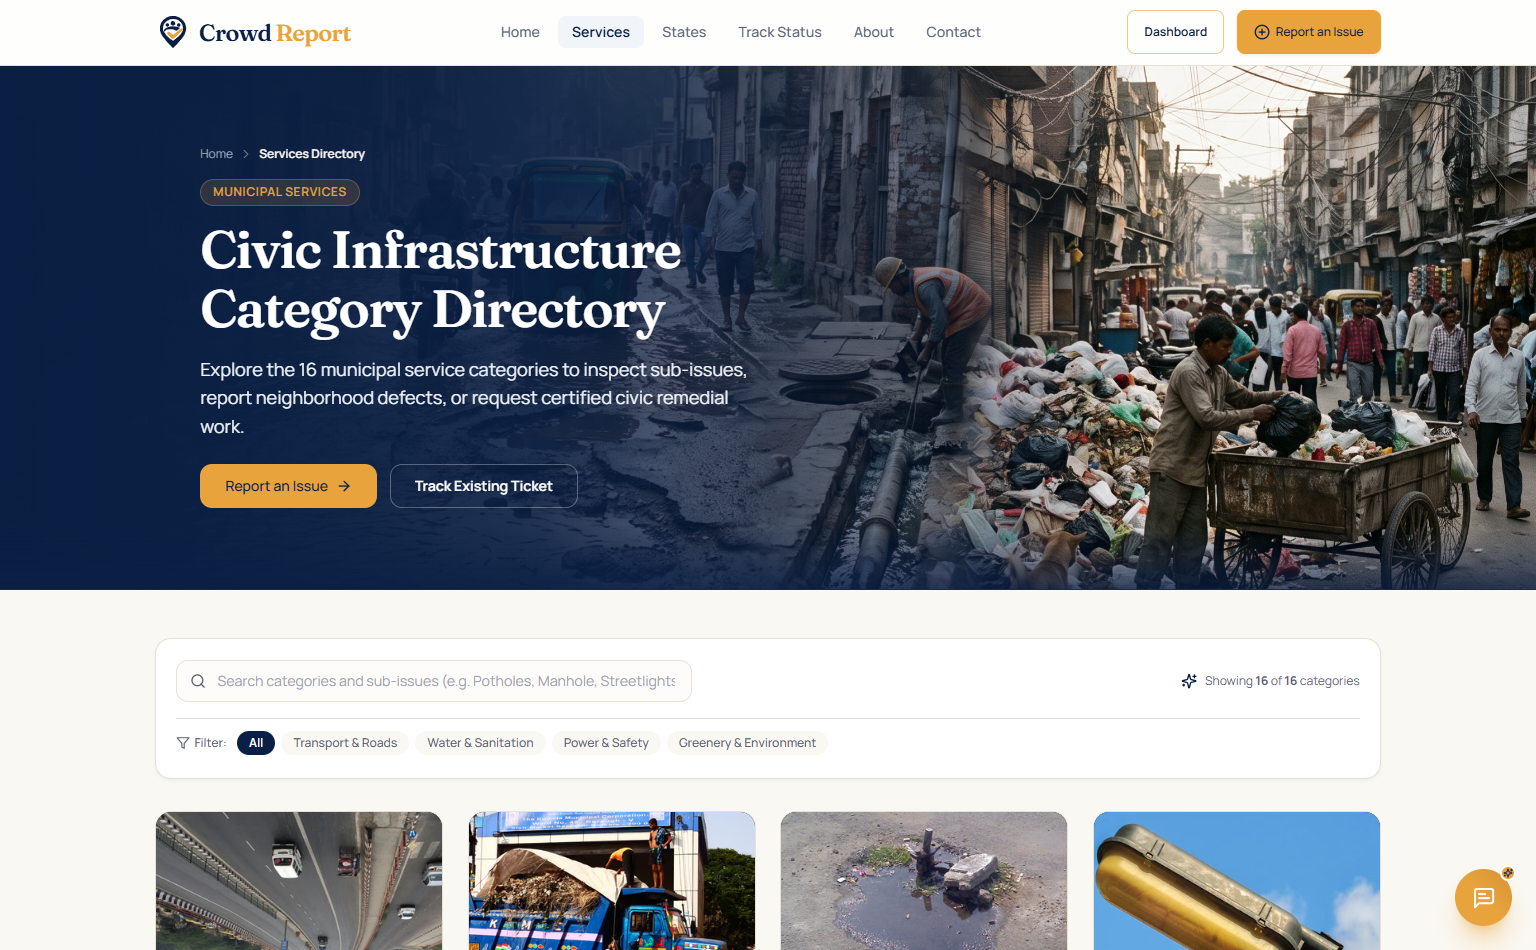 Crowd Report
Home
Services
States
Track Status
About
Contact
Dashboard
Report an Issue
Home > Services Directory
MUNICIPAL SERVICES
Civic Infrastructure
Category Directory
Explore the 16 municipal service categories to inspect sub-issues,
report neighborhood defects, or request certified civic remedial
work.
Report an Issue →
Track Existing Ticket
Search categories and sub-issues (e.g. Potholes, Manhole, Streetlights
Showing 16 of 16 categories
Filter:
All
Transport & Roads
Water & Sanitation
Power & Safety
Greenery & Environment